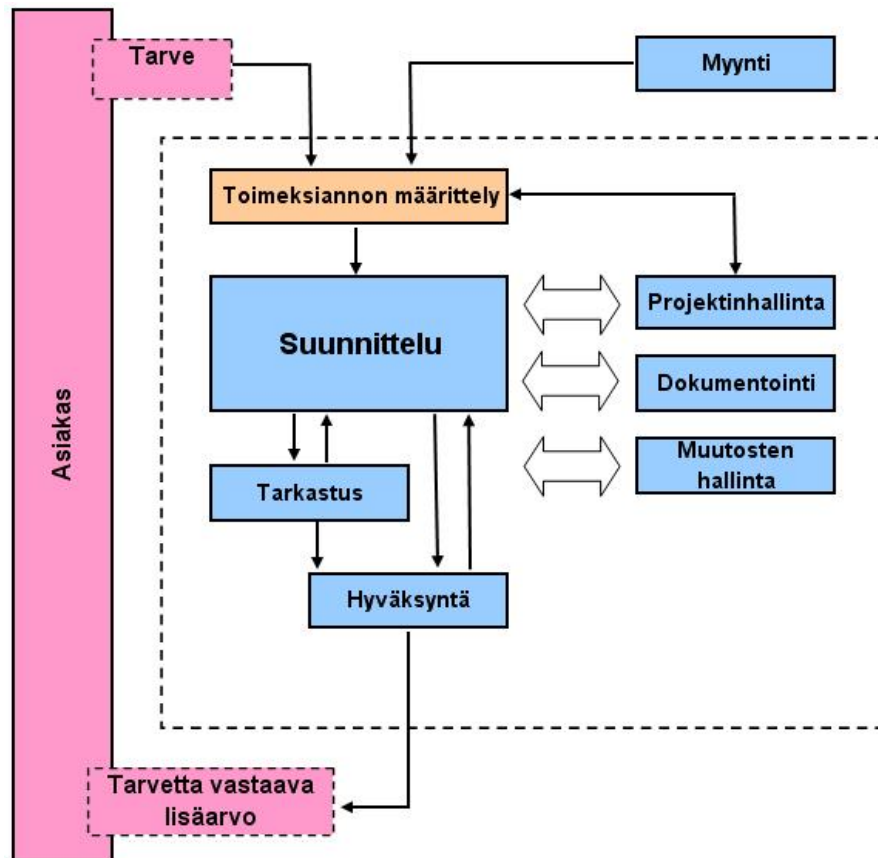 Tarve
Myynti
Toimeksiannon määrittely
Suunnittelu
Projektinhallinta
Dokumentointi
Muutosten
hallinta
Tarkastus
Hyväksyntä
Asiakas
Tarvetta vastaava
lisäarvo